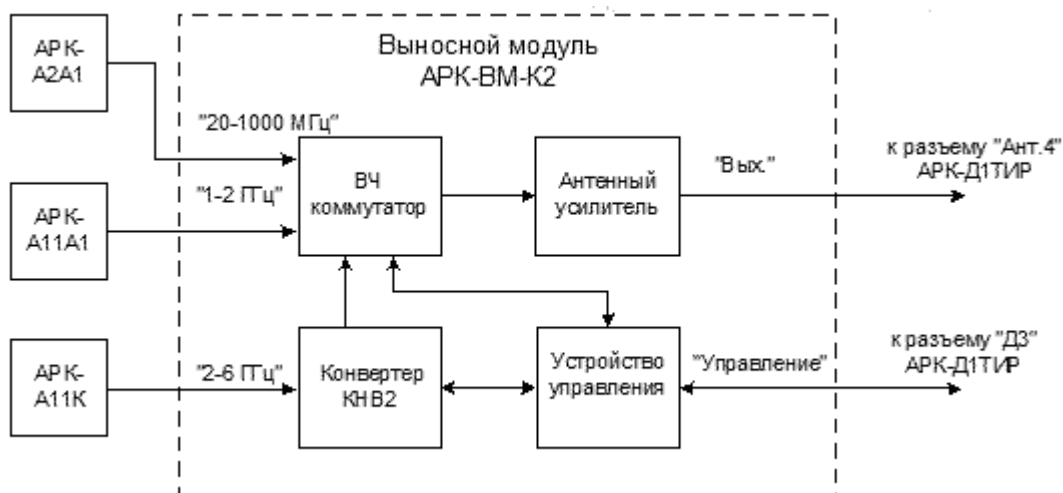 АРК-
А2А1
Выносной модуль
АРК-ВМ-К2
"20-1000 МГц"
ВЧ
коммутатор
Антенный
усилитель
"Вых."
к разъему "Ант.4"
АРК-Д1ТИР
АРК-
А11А1
"1-2 ГГц"
АРК-
А11К
"2-6 ГГц"
Конвертер
КНВ2
Устройство
управления
"Управление"
к разъему "Д3"
АРК-Д1ТИР